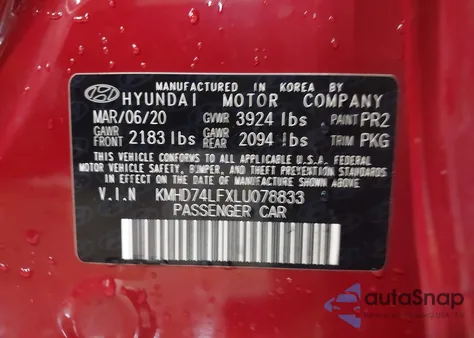 MANUFACTURED IN KOREA BY
HYUNDAI MOTOR COMPANY
MAR/06/20 GVWR 3924 lbs PAINT PR2
GAWR FRONT 2183 lbs GAWR REAR 2094 lbs TRIM PKG
THIS VEHICLE CONFORMS TO ALL APPLICABLE U.S.A. FEDERAL
MOTOR VEHICLE SAFETY, BUMPER, AND THEFT PREVENTION STANDARDS
IN EFFECT ON THE DATE OF MANUFACTURE SHOWN ABOVE.
V.I.N KMHD74LFXLU078833
PASSENGER CAR
autoSnap